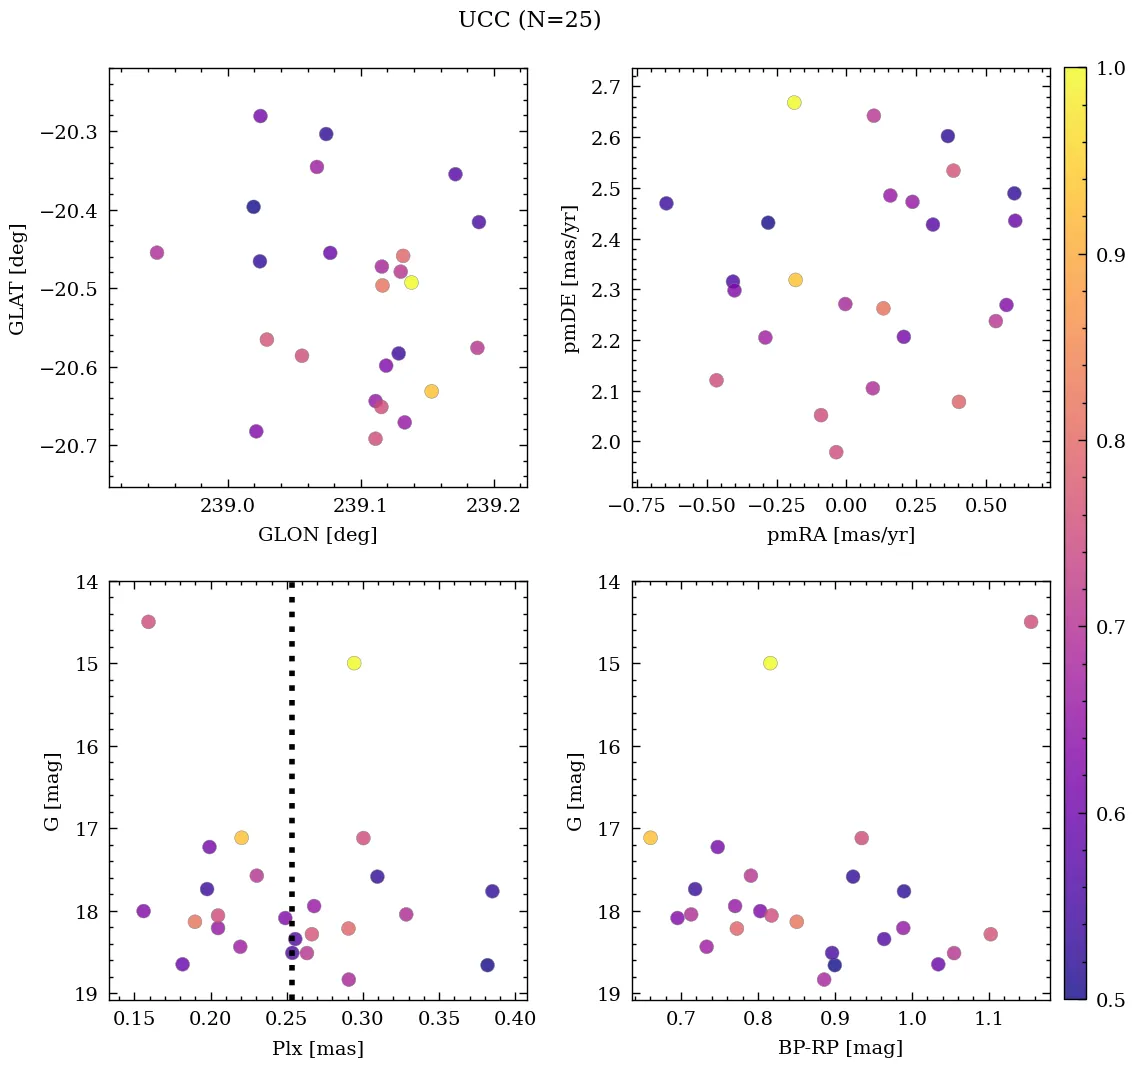 UCC (N=25)
−20.3
−20.4
−20.5
−20.6
−20.7
GLAT [deg]
239.0 239.1 239.2
GLON [deg]
2.7
2.6
2.5
2.4
2.3
2.2
2.1
2.0
pmDE [mas/yr]
−0.75 −0.50 −0.25 0.00 0.25 0.50
pmRA [mas/yr]
14
15
16
17
18
19
G [mag]
0.15 0.20 0.25 0.30 0.35 0.40
Plx [mas]
14
15
16
17
18
19
G [mag]
0.7 0.8 0.9 1.0 1.1
BP-RP [mag]
1.0
0.9
0.8
0.7
0.6
0.5